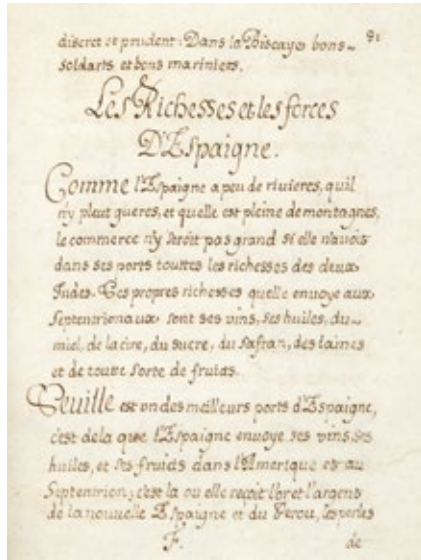 discret et prudent: Dans la Biscaye bons 91
soldarts et bons mariniers.
Les Richesses et les forces
D'Espaigne.
Comme l'Espaigne a peu de rivieres, quil
n'y pleut gueres, et quelle est pleine de montagnes,
le commerce n'y seroit pas grand si elle n'avoit
dans ses ports touttes les richesses des deux
Indes. Ses propres richesses quelle envoye aux
septentrionaux sont ses vins, ses huiles, du
miel, de la cire, du sucre, du safran, des laines
et de toutte sorte de fruits.
Seuille est un des meilleurs ports d'Espaigne,
c'est de la que l'Espaigne envoye ses vins, ses
huiles, et ses fruits dans l'Amerique et au
Septentrion; c'est la ou elle reçoit l'or et l'argent
de la nouvelle Espaigne et du Perou, les perles
F. de